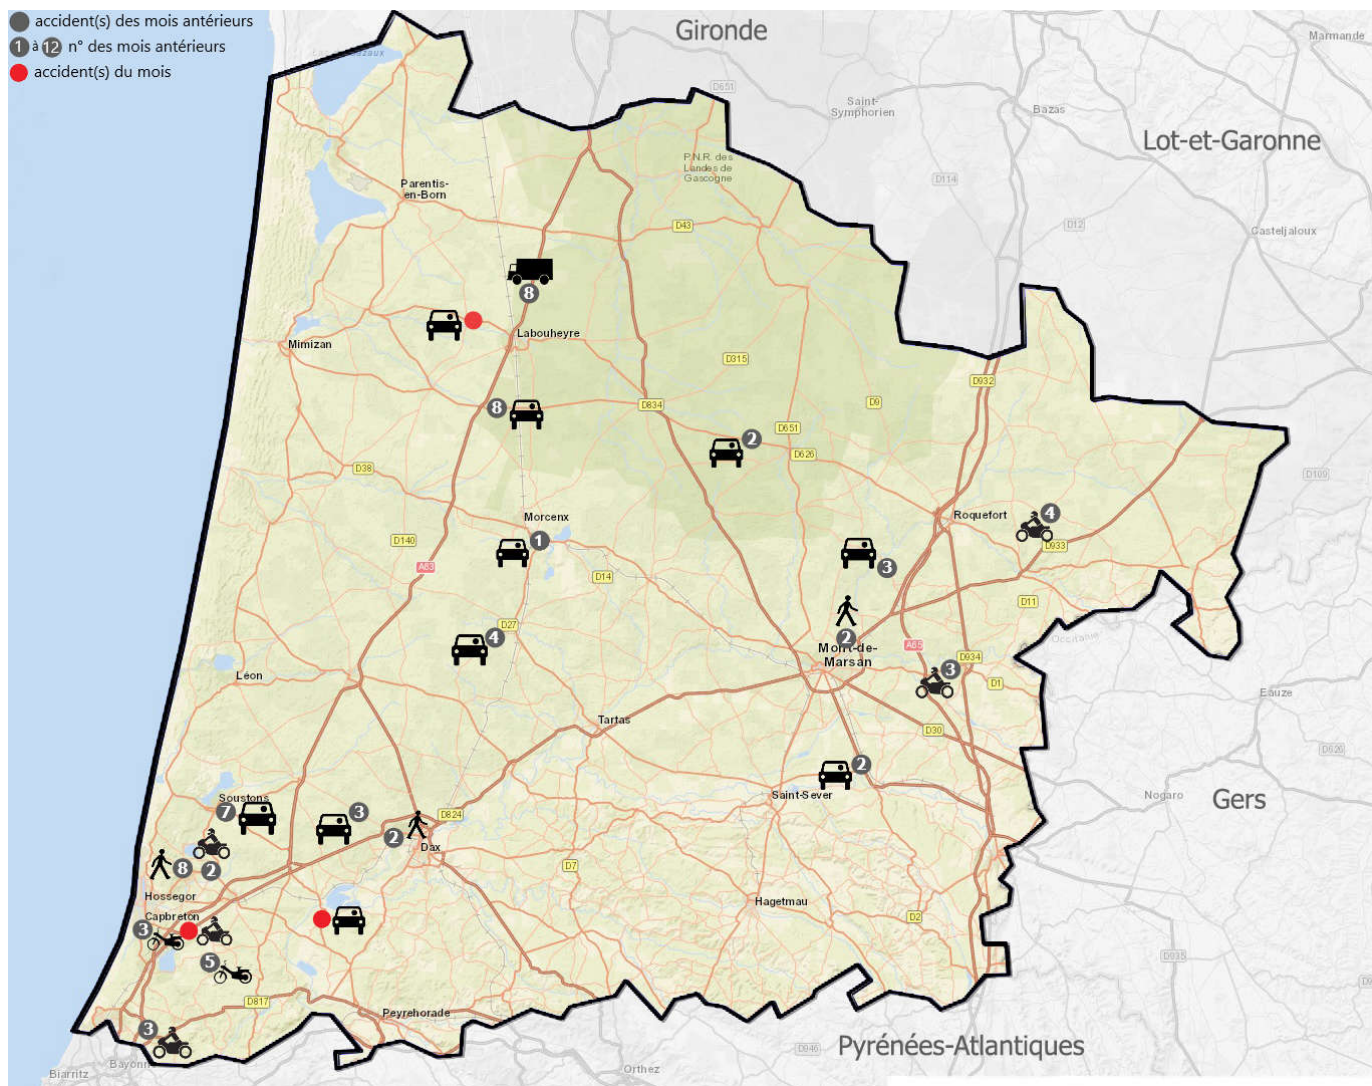 accident(s) des mois antérieurs
1 à 12 n° des mois antérieurs
accident(s) du mois
Gironde
Marmande
D651
Saint-
Symphorien
Bazas
Lot-et-Garonne
P.N.R. des
Landes de
Gascogne
D114
Parentis-
en-Born
D43
D12
Casteljaloux
8
Labouheyre
Mimizan
D315
D932
8
D834
D9
D651
2
D626
D38
D109
Morcenx
Roquefort
4
D140
1
D933
A63
3
D14
D11
2
D27
4
Occitanie
Mont-de-
Marsan
A65
D934
3
D1
Léon
Eauze
Tartas
D30
D626
2
Soustons
Saint-Sever
Nogaro
Gers
7
3
D824
2
Dax
8
2
D7
Hossegor
Hagetmau
Capbreton
D2
3
5
D935
D817
Peyrehorade
3
D946
Pyrénées-Atlantiques
Bayonn
Biarritz
Orthez